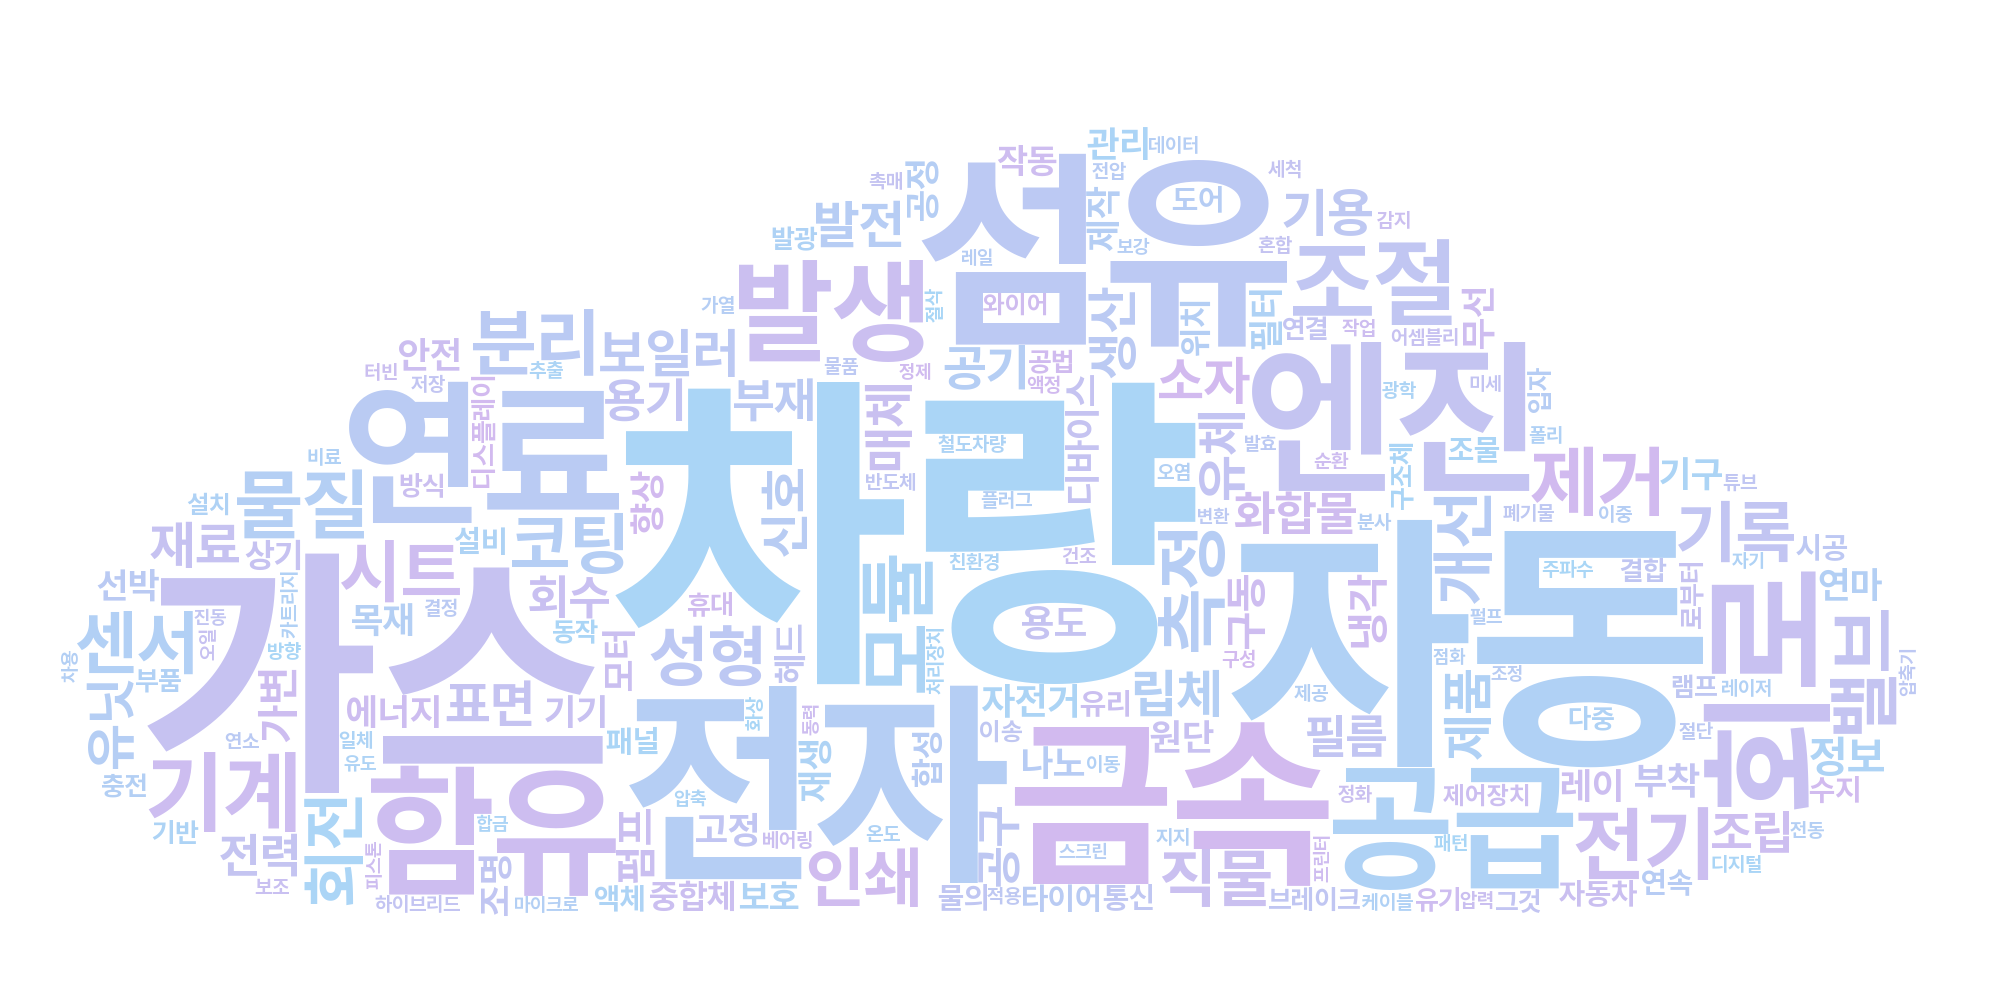 관리
데이터
작동
섬유
세척
전압
촉매
공정
도어
제작
기용
감지
발전
발광
보강
혼합
조절
레일
발생
와이어
가열
절삭
생산
위치
필터
연결
작업
어셈블리
무선
분리
보일러
안전
추출
물품
정제
공기
공법
액정
소자
엔진
광학
미세
입자
터빈
저장
디스플레이
용기
부재
매체
디바이스
연료
차량
철도차량
유체
발효
순환
구조체
조물
폴리
비료
방식
향상
신호
반도체
플러그
오염
제거
기구
튜브
설치
물질
변환
화합물
분사
개선
폐기물
이중
기록
시공
재료
상기
설비
코팅
시트
친환경
건조
측정
자동
주파수
결합
자기
선박
카트리지
가스
결정
회수
휴대
모듈
용도
구동
냉각
로부터
회로
연마
목재
동작
펄프
센서
진동
오일
방향
모터
성형
헤드
처리장치
구성
점화
조정
차용
부품
유닛
가변
에너지
표면
기기
전자
화상
동력
자전거
유리
립체
제공
램프
레이저
밸브
압축기
제품
다중
절단
연소
일체
유도
함유
패널
재생
합성
이송
원단
필름
정보
충전
기계
압축
나노
이동
금속
정화
공급
제어장치
레이
부착
수지
기반
회전
합금
펌프
고정
베어링
온도
공구
스크린
지지
패턴
전기
조립
전동
전력
피스톤
인쇄
직물
프린터
디지털
보조
하이브리드
조명
마이크로
액체
중합체
보호
물의
적용
타이어
통신
브레이크
케이블
유기
압력
그것
자동차
연속